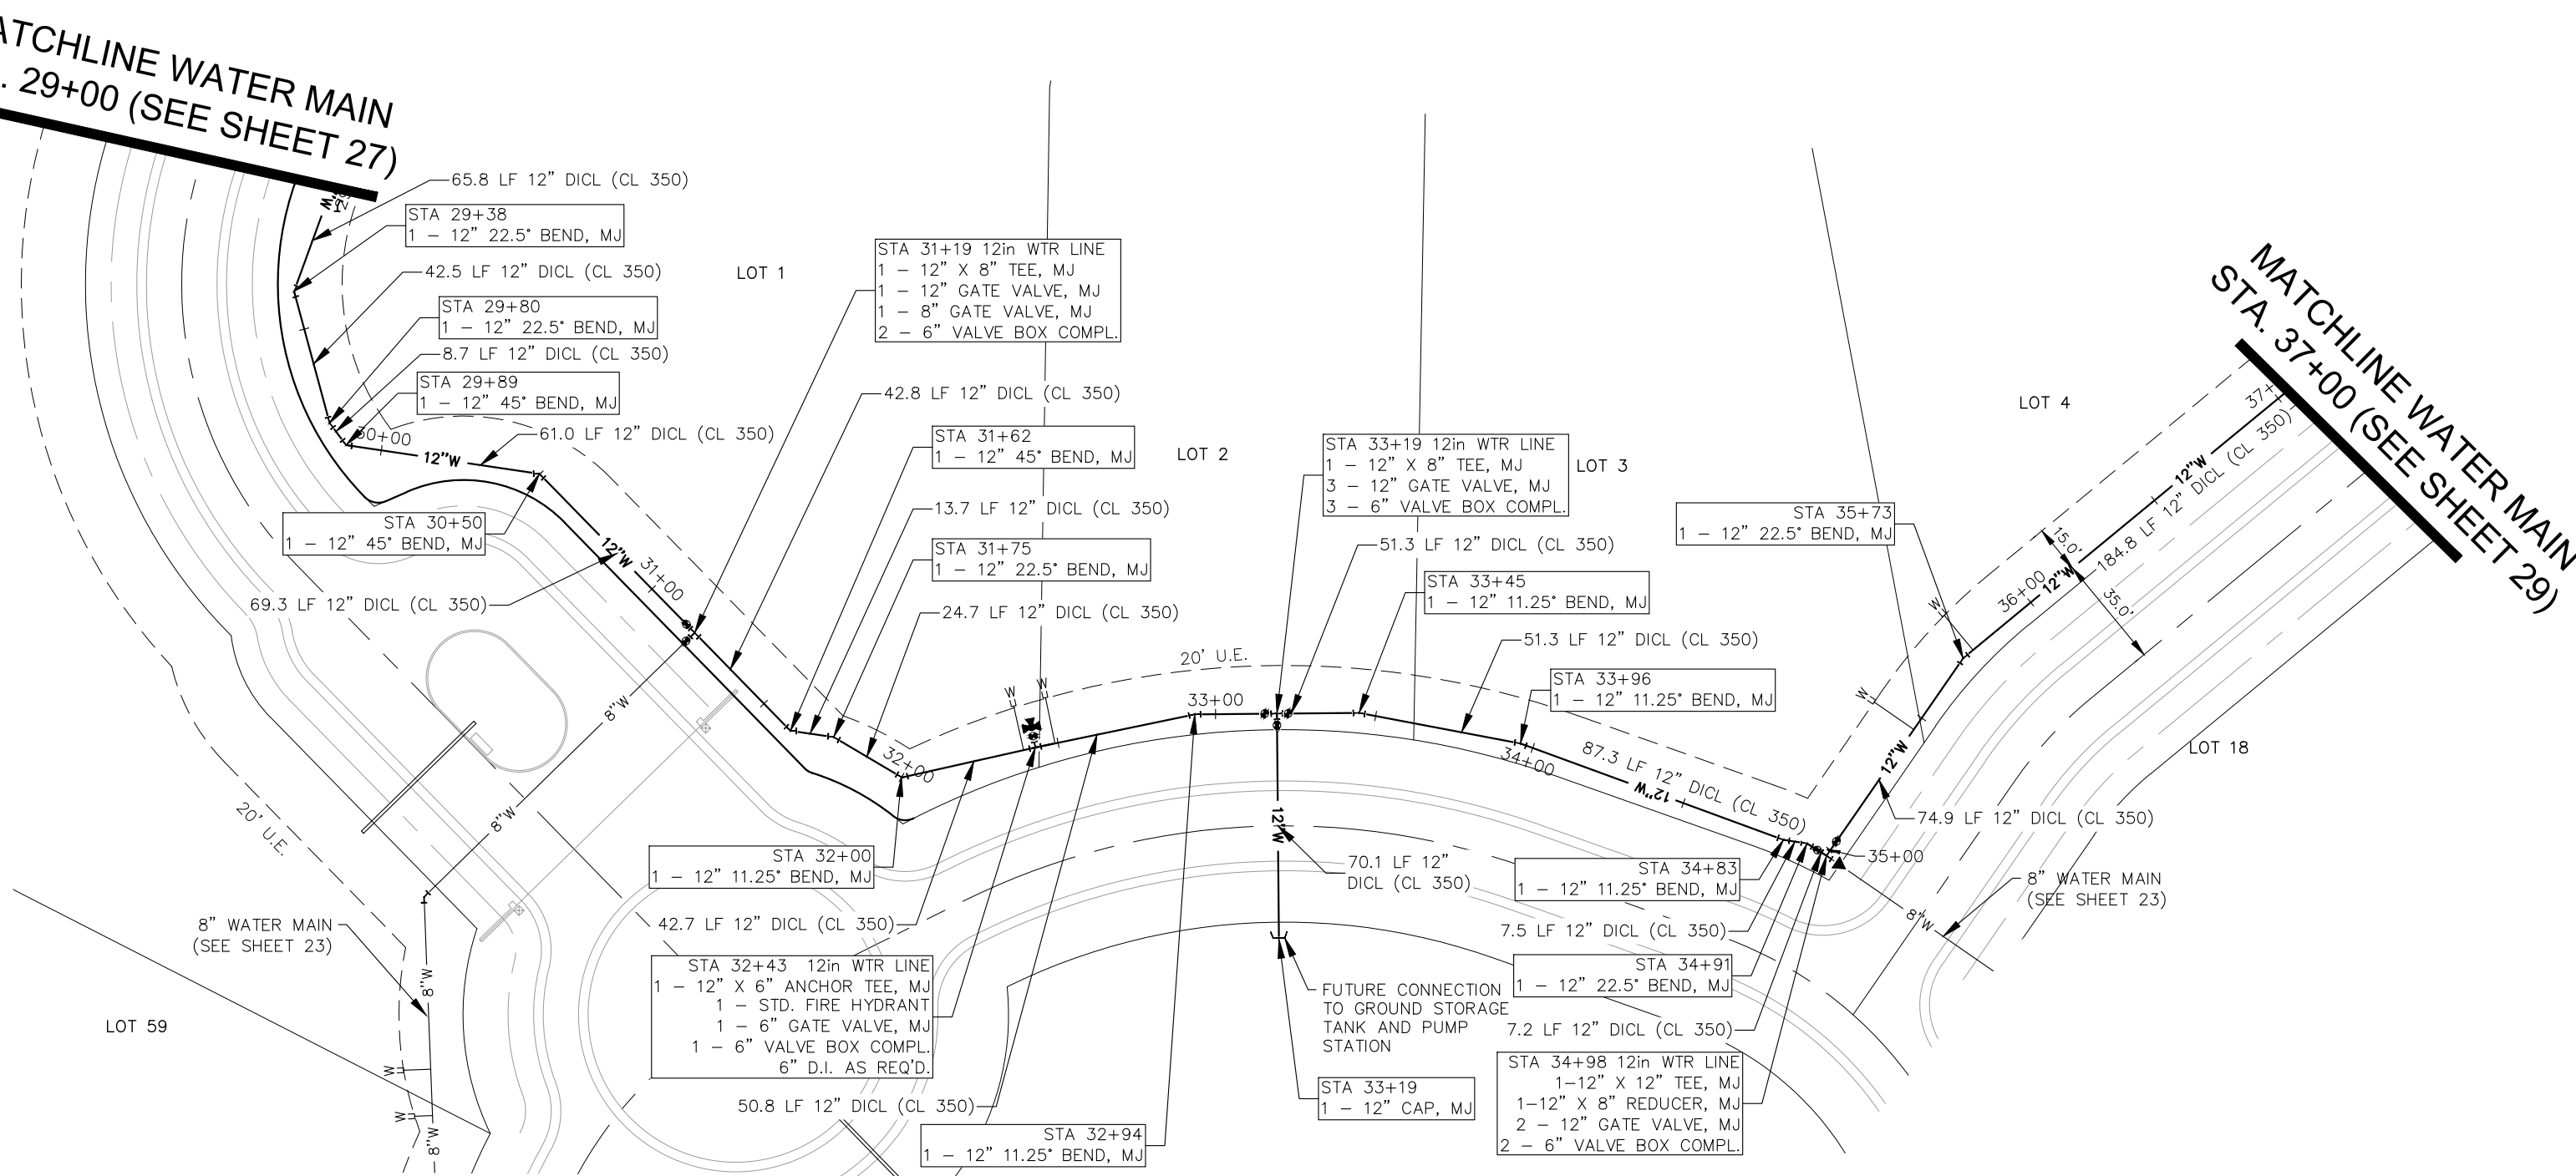 ATCHLINE WATER MAIN
. 29+00 (SEE SHEET 27)
65.8 LF 12” DICL (CL 350)
STA 29+38
1 – 12” 22.5° BEND, MJ
42.5 LF 12” DICL (CL 350)
STA 29+80
1 – 12” 22.5° BEND, MJ
8.7 LF 12” DICL (CL 350)
STA 29+89
1 – 12” 45° BEND, MJ
30+00
12”W
61.0 LF 12” DICL (CL 350)
STA 30+50
1 – 12” 45° BEND, MJ
12”W
31+00
69.3 LF 12” DICL (CL 350)
LOT 1
STA 31+19 12in WTR LINE
1 – 12” X 8” TEE, MJ
1 – 12” GATE VALVE, MJ
1 – 8” GATE VALVE, MJ
2 – 6” VALVE BOX COMPL.
42.8 LF 12” DICL (CL 350)
STA 31+62
1 – 12” 45° BEND, MJ
13.7 LF 12” DICL (CL 350)
STA 31+75
1 – 12” 22.5° BEND, MJ
24.7 LF 12” DICL (CL 350)
LOT 2
32+00
W
W
20' U.E.
33+00
STA 33+19 12in WTR LINE
1 – 12” X 8” TEE, MJ
3 – 12” GATE VALVE, MJ
3 – 6” VALVE BOX COMPL.
LOT 3
51.3 LF 12” DICL (CL 350)
STA 33+45
1 – 12” 11.25° BEND, MJ
51.3 LF 12” DICL (CL 350)
STA 33+96
1 – 12” 11.25° BEND, MJ
34+00
87.3 LF 12” DICL (CL 350)
12”W
STA 35+73
1 – 12” 22.5° BEND, MJ
LOT 4
W
W
36+00
12”W
15.0'
35.0'
184.8 LF 12” DICL (CL 350)
12”W
37+
MATCHLINE WATER MAIN
STA. 37+00 (SEE SHEET 29)
LOT 18
12”W
74.9 LF 12” DICL (CL 350)
35+00
8”W
8” WATER MAIN
(SEE SHEET 23)
8”W
8”W
20' U.E.
8” WATER MAIN
(SEE SHEET 23)
8”W
LOT 59
W
W
8”W
STA 32+00
1 – 12” 11.25° BEND, MJ
42.7 LF 12” DICL (CL 350)
STA 32+43 12in WTR LINE
1 – 12” X 6” ANCHOR TEE, MJ
1 – STD. FIRE HYDRANT
1 – 6” GATE VALVE, MJ
1 – 6” VALVE BOX COMPL.
6” D.I. AS REQ'D.
50.8 LF 12” DICL (CL 350)
STA 32+94
1 – 12” 11.25° BEND, MJ
12”W
70.1 LF 12”
DICL (CL 350)
FUTURE CONNECTION
TO GROUND STORAGE
TANK AND PUMP
STATION
STA 33+19
1 – 12” CAP, MJ
STA 34+83
1 – 12” 11.25° BEND, MJ
7.5 LF 12” DICL (CL 350)
STA 34+91
1 – 12” 22.5° BEND, MJ
7.2 LF 12” DICL (CL 350)
STA 34+98 12in WTR LINE
1–12” X 12” TEE, MJ
1–12” X 8” REDUCER, MJ
2 – 12” GATE VALVE, MJ
2 – 6” VALVE BOX COMPL.